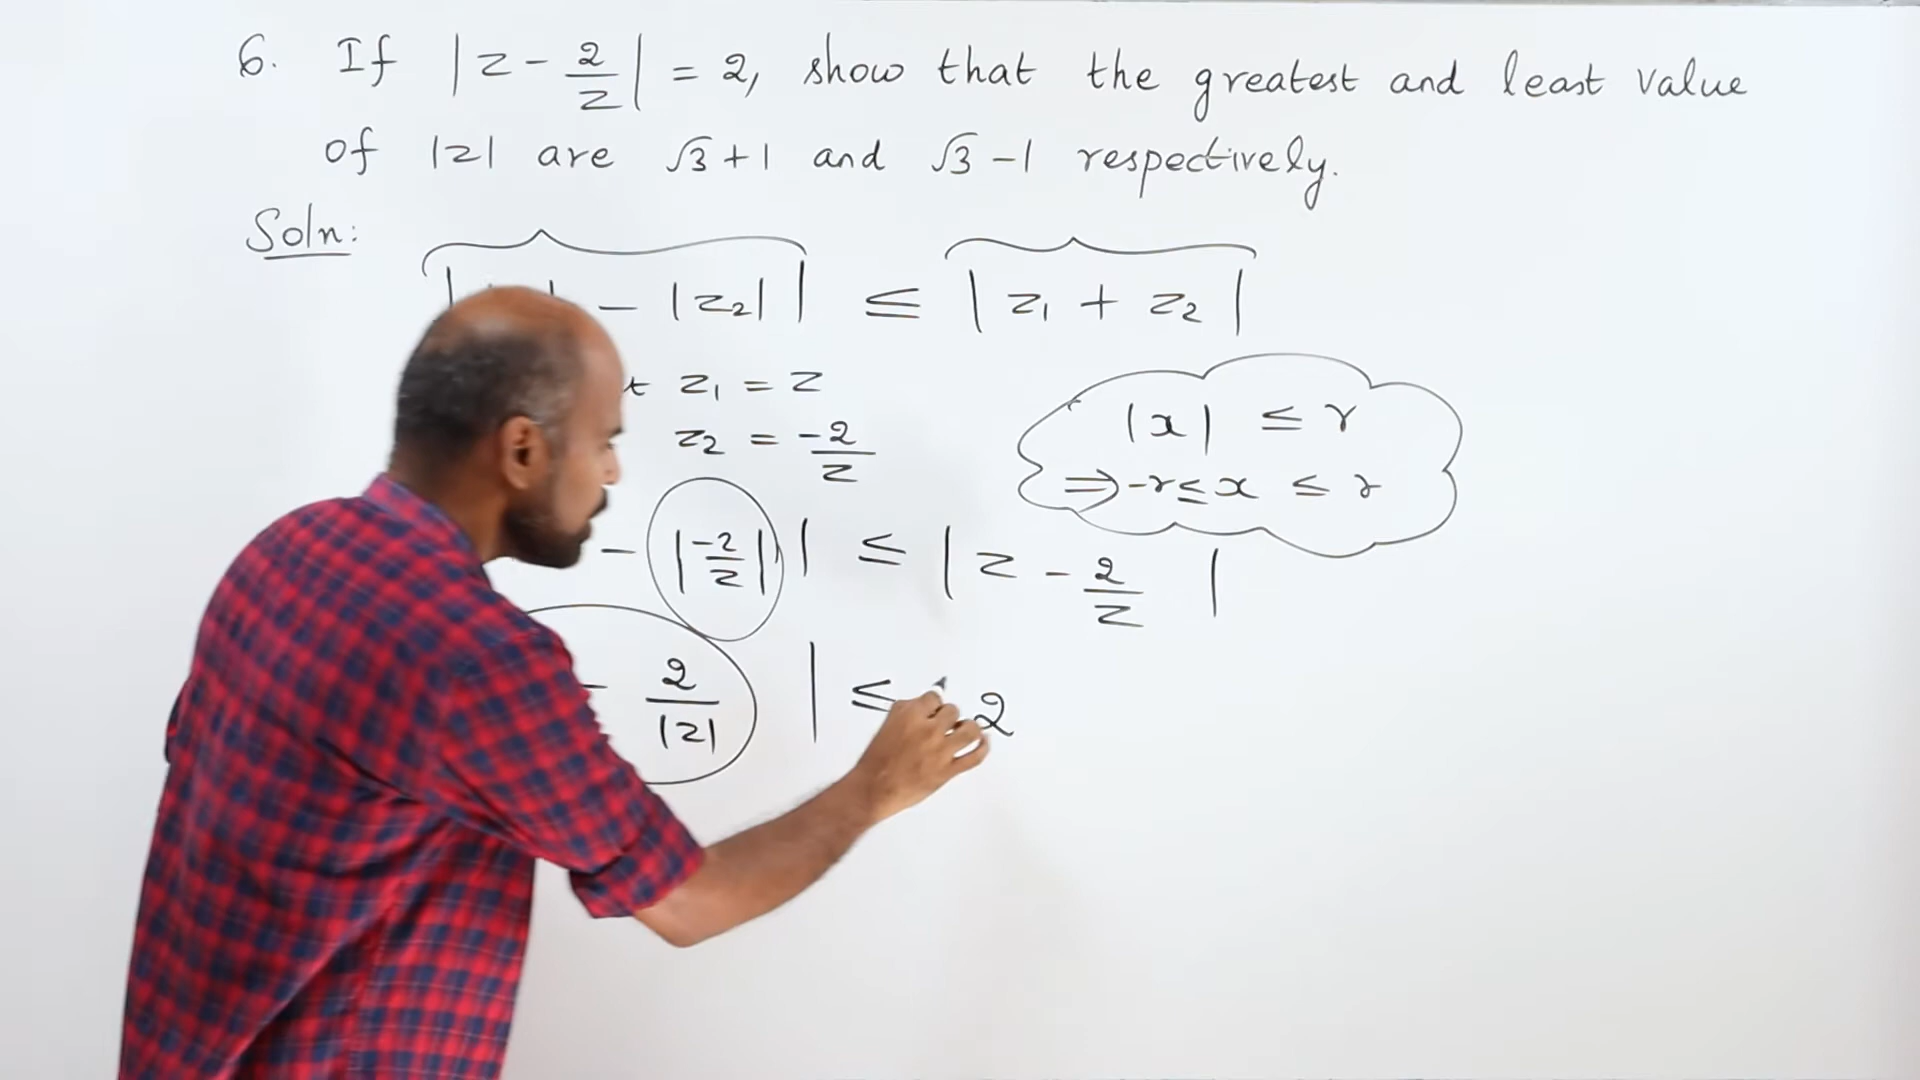 6. If |z - 2/z| = 2, show that the greatest and least value
of |z| are √3+1 and √3-1 respectively.
Soln:
| - |z₂| | ≤ | z₁ + z₂ |
z₁ = z
z₂ = -2/z
|x| ≤ r
⇒ -r ≤ x ≤ r
- |-2/z| | ≤ | z - 2/z |
- 2/|z| | ≤ 2